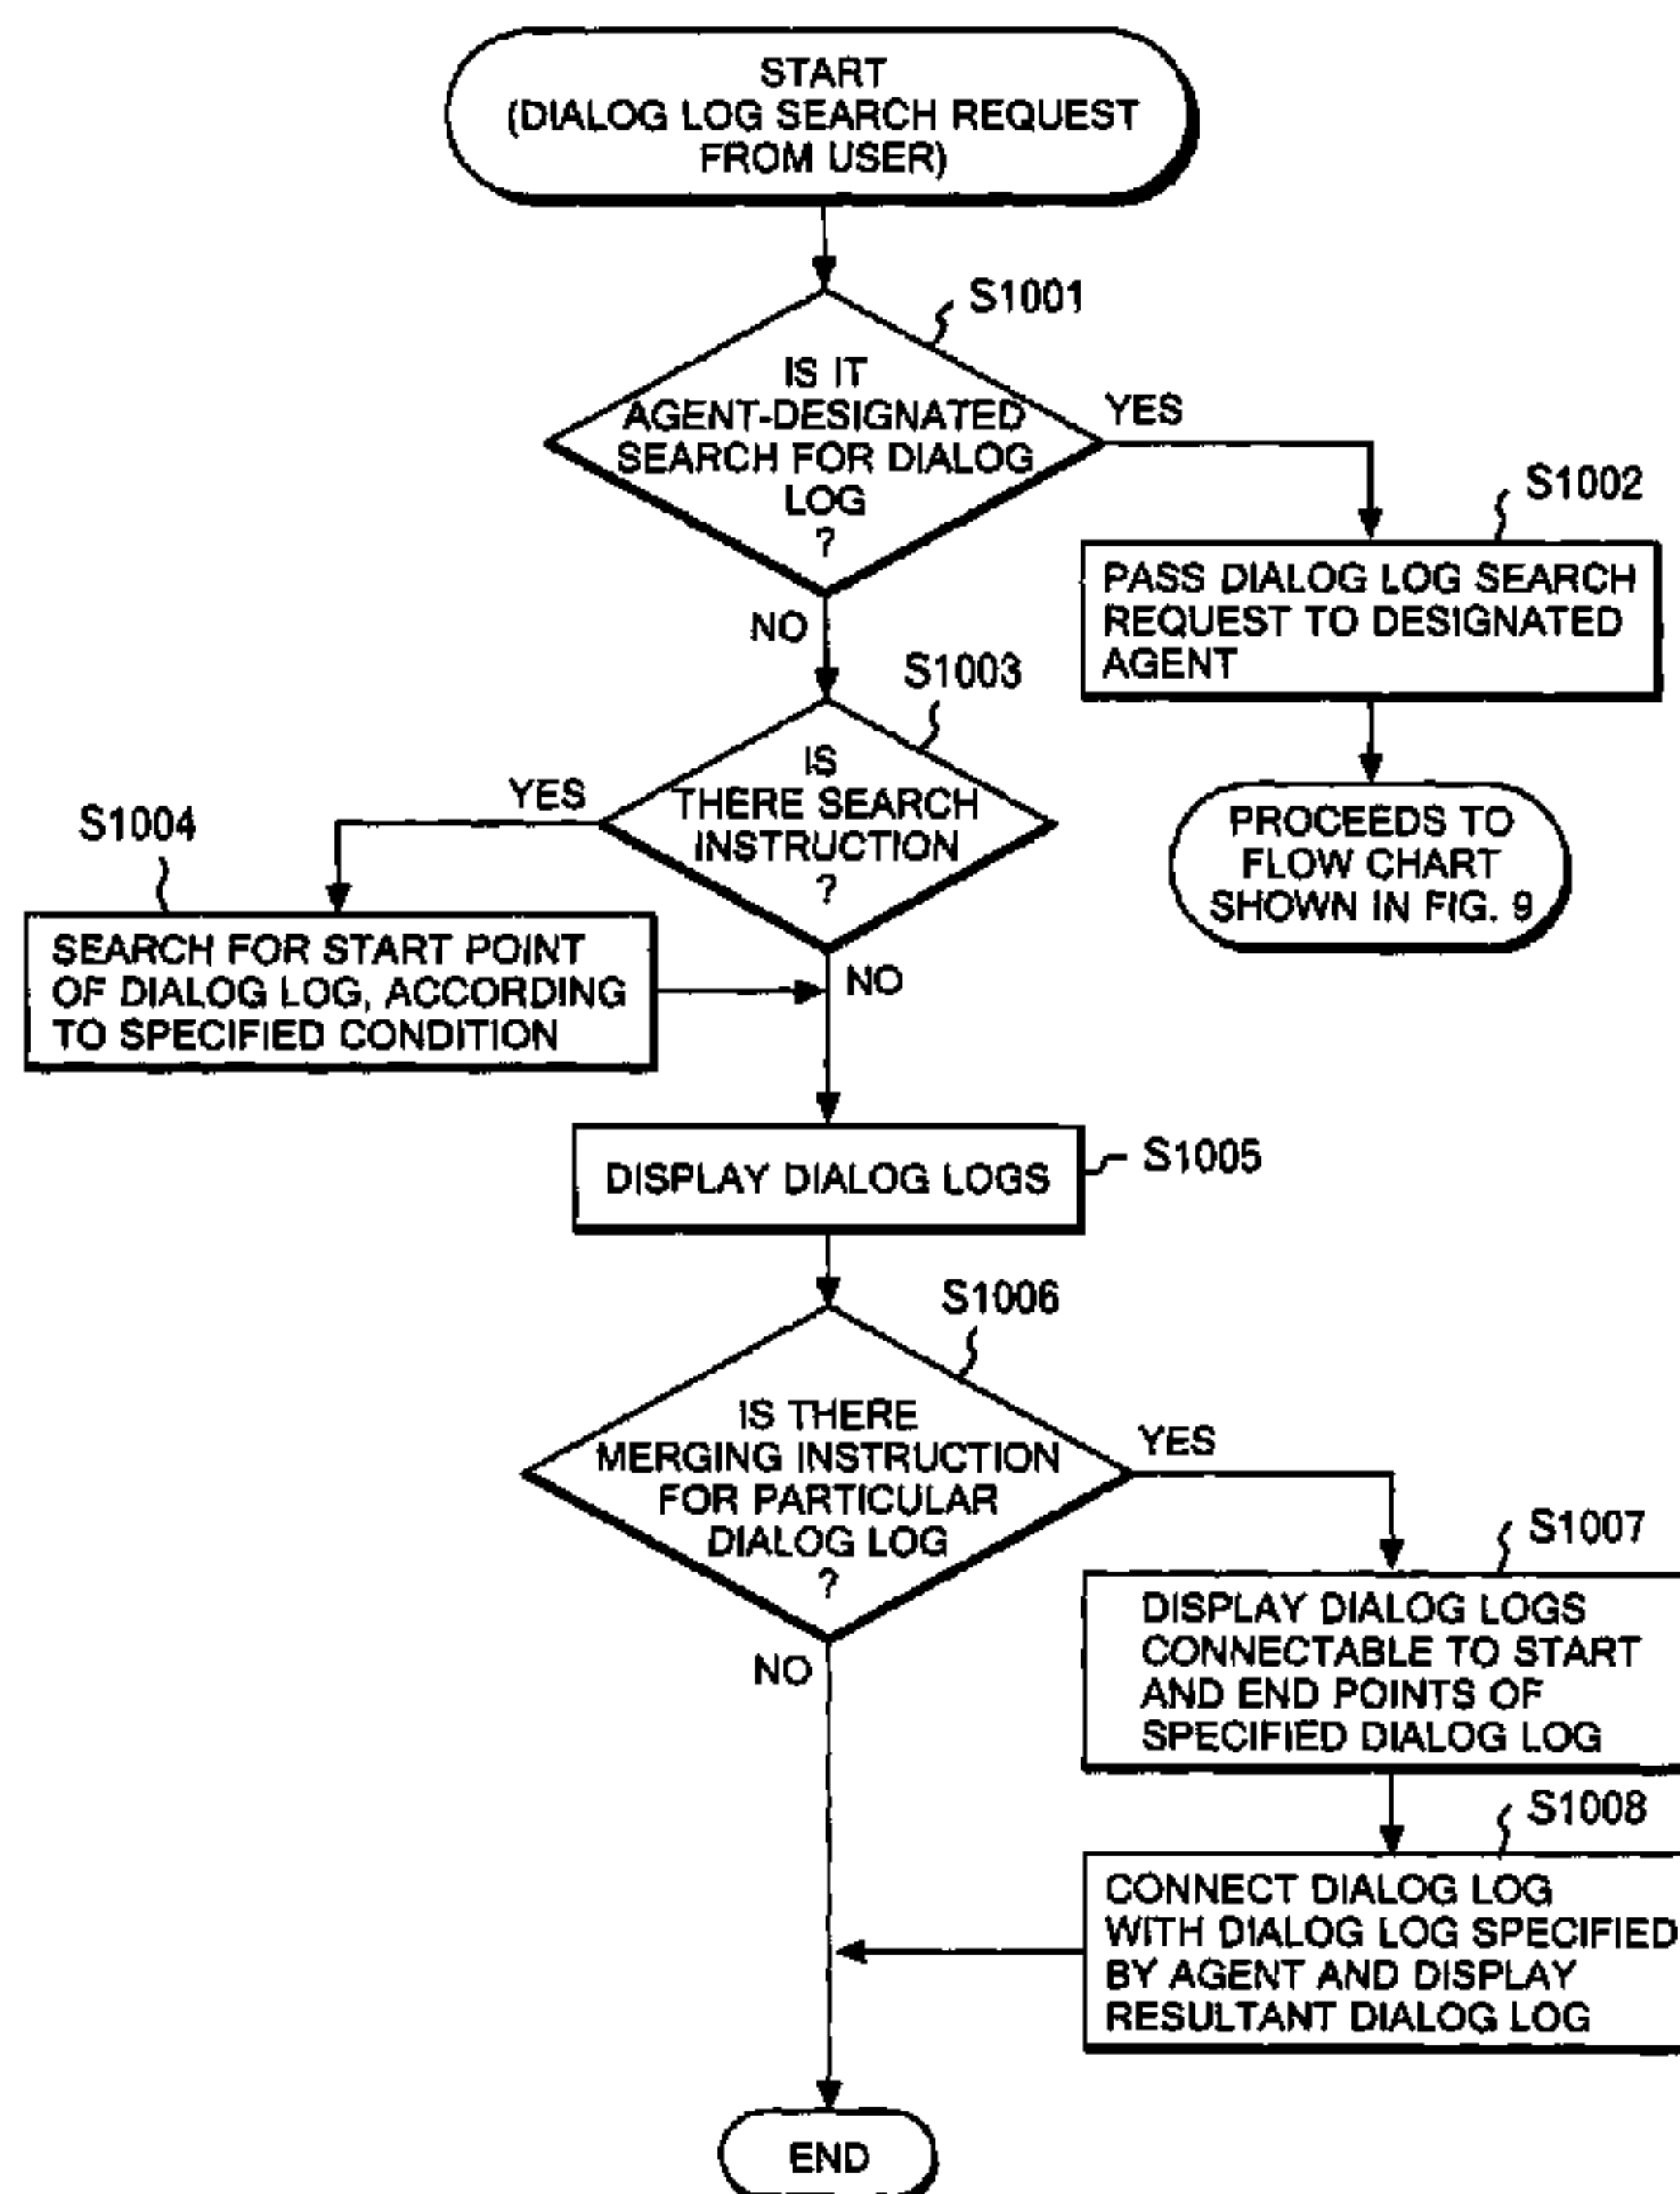 START
(DIALOG LOG SEARCH REQUEST
FROM USER)
S1001
IS IT
AGENT-DESIGNATED
SEARCH FOR DIALOG
LOG
?
YES
NO
S1002
PASS DIALOG LOG SEARCH
REQUEST TO DESIGNATED
AGENT
PROCEEDS TO
FLOW CHART
SHOWN IN FIG. 9
S1003
IS
THERE SEARCH
INSTRUCTION
?
YES
NO
S1004
SEARCH FOR START POINT
OF DIALOG LOG, ACCORDING
TO SPECIFIED CONDITION
DISPLAY DIALOG LOGS
S1005
S1006
IS THERE
MERGING INSTRUCTION
FOR PARTICULAR
DIALOG LOG
?
YES
NO
S1007
DISPLAY DIALOG LOGS
CONNECTABLE TO START
AND END POINTS OF
SPECIFIED DIALOG LOG
S1008
CONNECT DIALOG LOG
WITH DIALOG LOG SPECIFIED
BY AGENT AND DISPLAY
RESULTANT DIALOG LOG
END